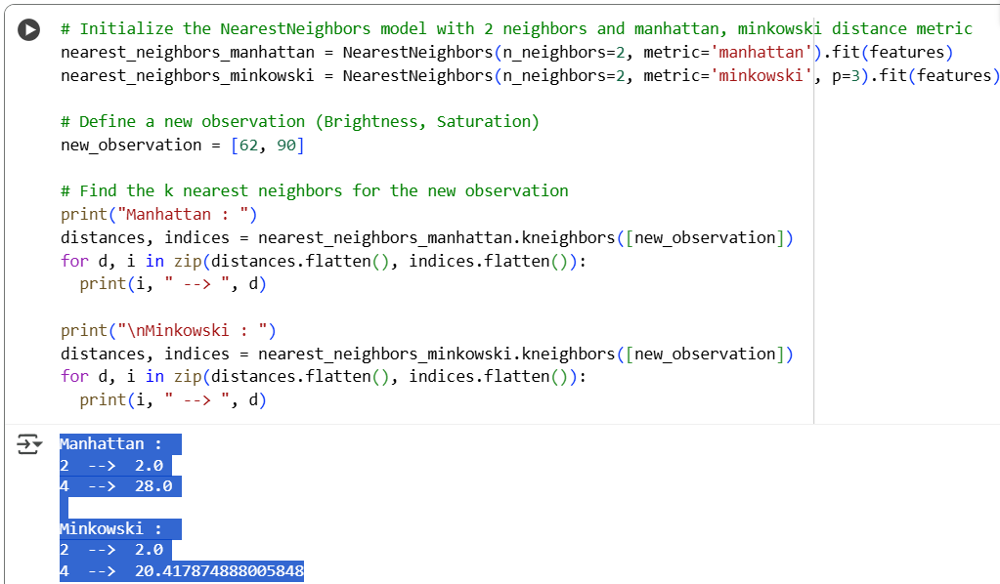 # Initialize the NearestNeighbors model with 2 neighbors and manhattan, minkowski distance metric
nearest_neighbors_manhattan = NearestNeighbors(n_neighbors=2, metric='manhattan').fit(features)
nearest_neighbors_minkowski = NearestNeighbors(n_neighbors=2, metric='minkowski', p=3).fit(features)

# Define a new observation (Brightness, Saturation)
new_observation = [62, 90]

# Find the k nearest neighbors for the new observation
print("Manhattan : ")
distances, indices = nearest_neighbors_manhattan.kneighbors([new_observation])
for d, i in zip(distances.flatten(), indices.flatten()):
  print(i, " --> ", d)

print("\nMinkowski : ")
distances, indices = nearest_neighbors_minkowski.kneighbors([new_observation])
for d, i in zip(distances.flatten(), indices.flatten()):
  print(i, " --> ", d)

Manhattan :
2  -->  2.0
4  -->  28.0

Minkowski :
2  -->  2.0
4  -->  20.417874888005848